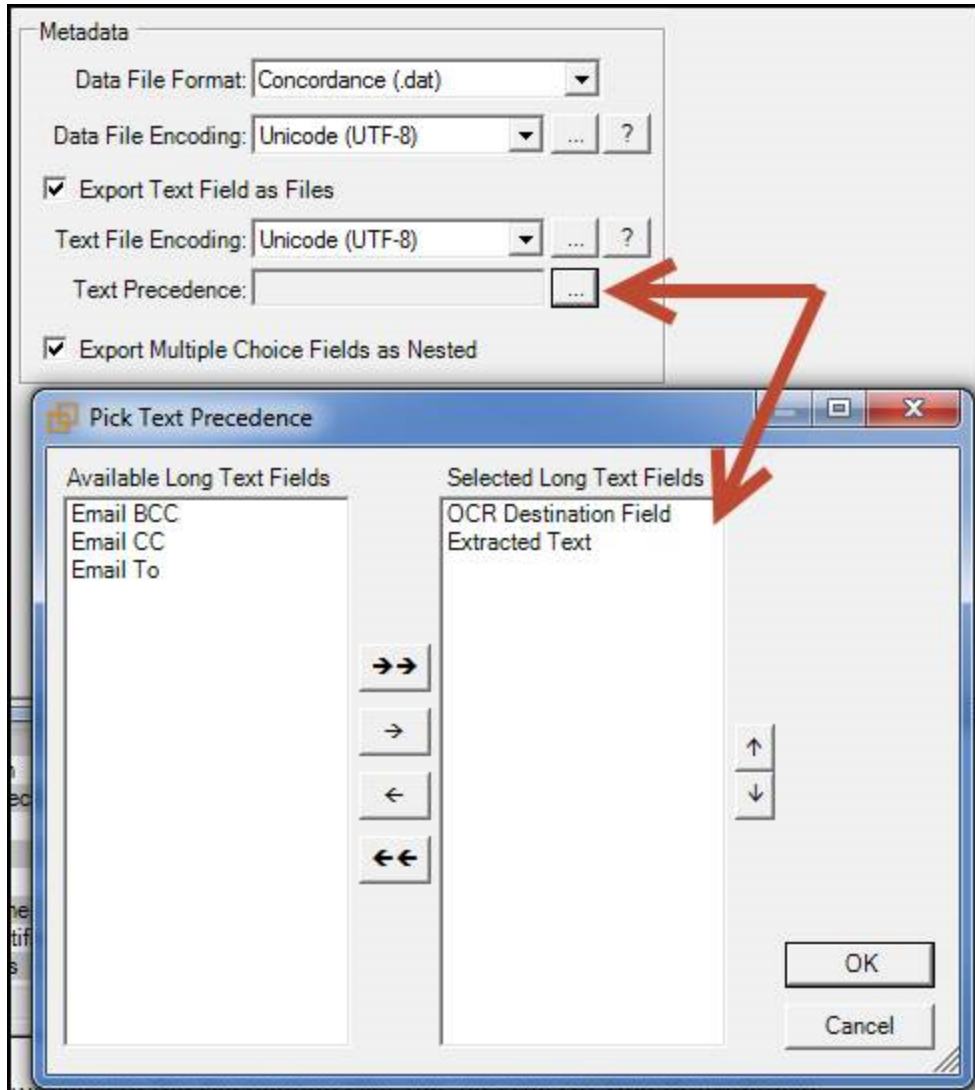 Metadata
Data File Format: Concordance (.dat)
Data File Encoding: Unicode (UTF-8) ... ?
Export Text Field as Files
Text File Encoding: Unicode (UTF-8) ... ?
Text Precedence: ...
Export Multiple Choice Fields as Nested
Pick Text Precedence
Available Long Text Fields Selected Long Text Fields
Email BCC OCR Destination Field
Email CC Extracted Text
Email To
OK
Cancel